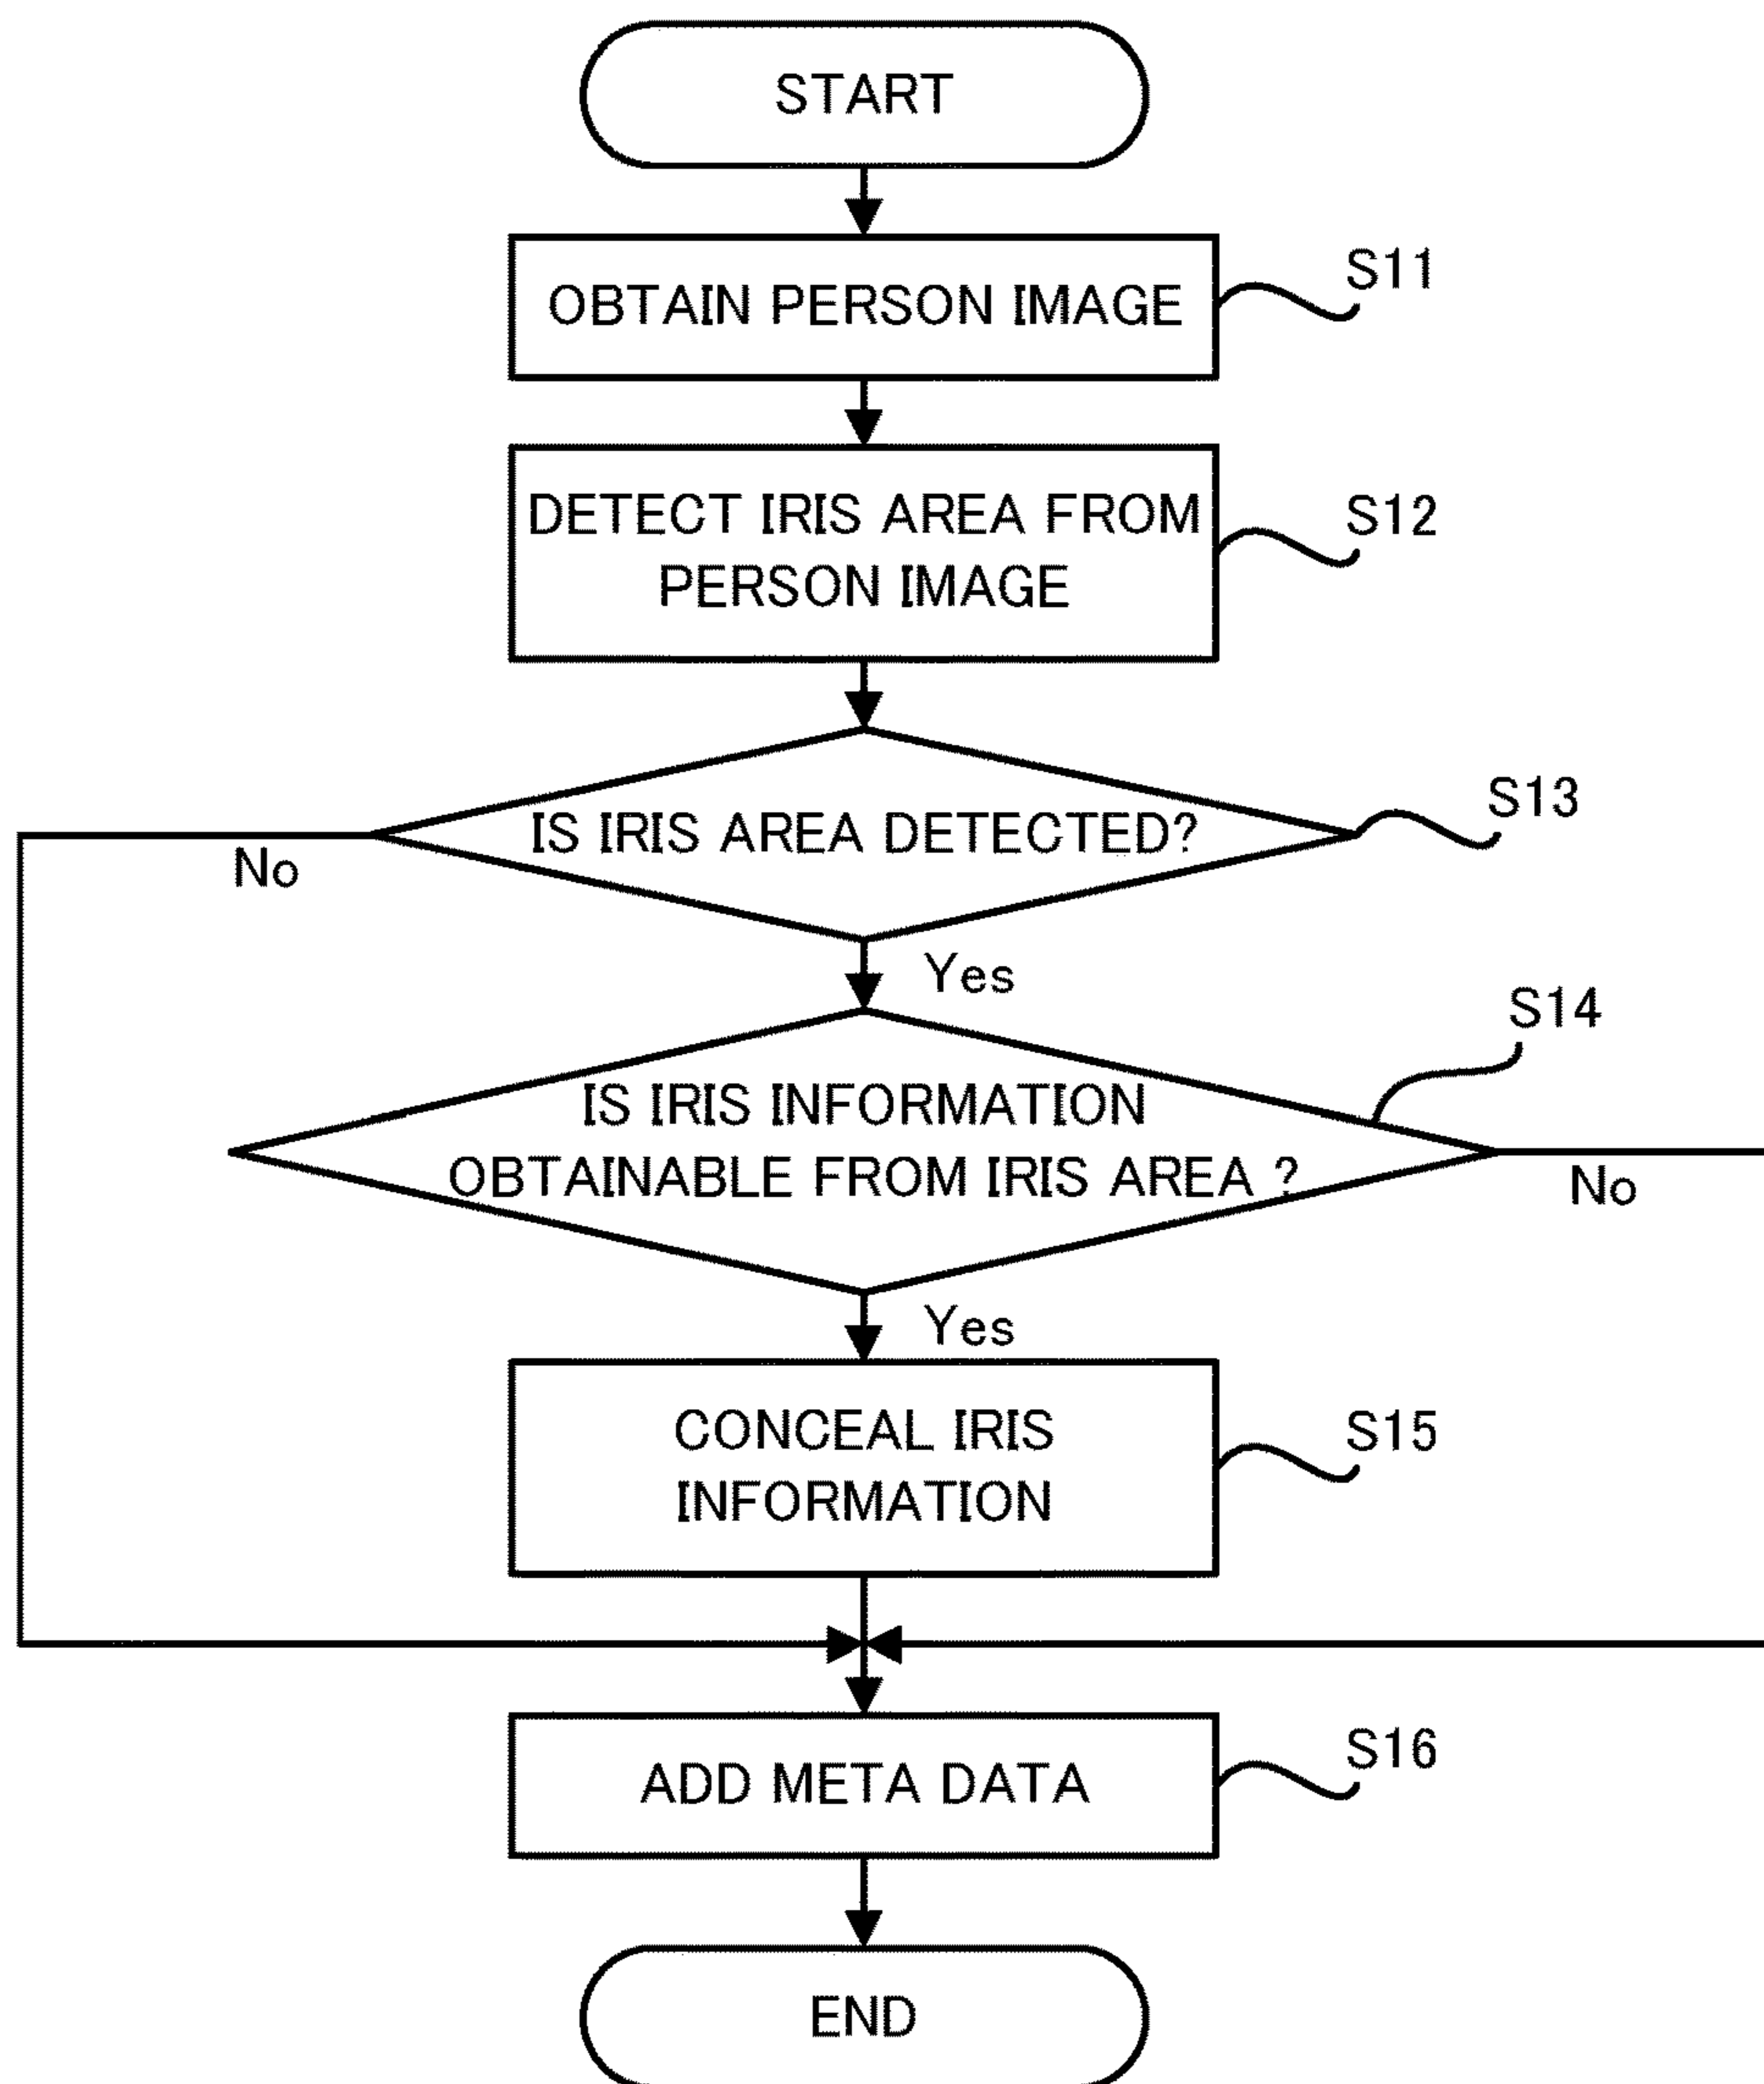 START
OBTAIN PERSON IMAGE
S11
DETECT IRIS AREA FROM
PERSON IMAGE
S12
IS IRIS AREA DETECTED?
S13
No
Yes
S14
IS IRIS INFORMATION
OBTAINABLE FROM IRIS AREA ?
No
Yes
CONCEAL IRIS
INFORMATION
S15
ADD META DATA
S16
END